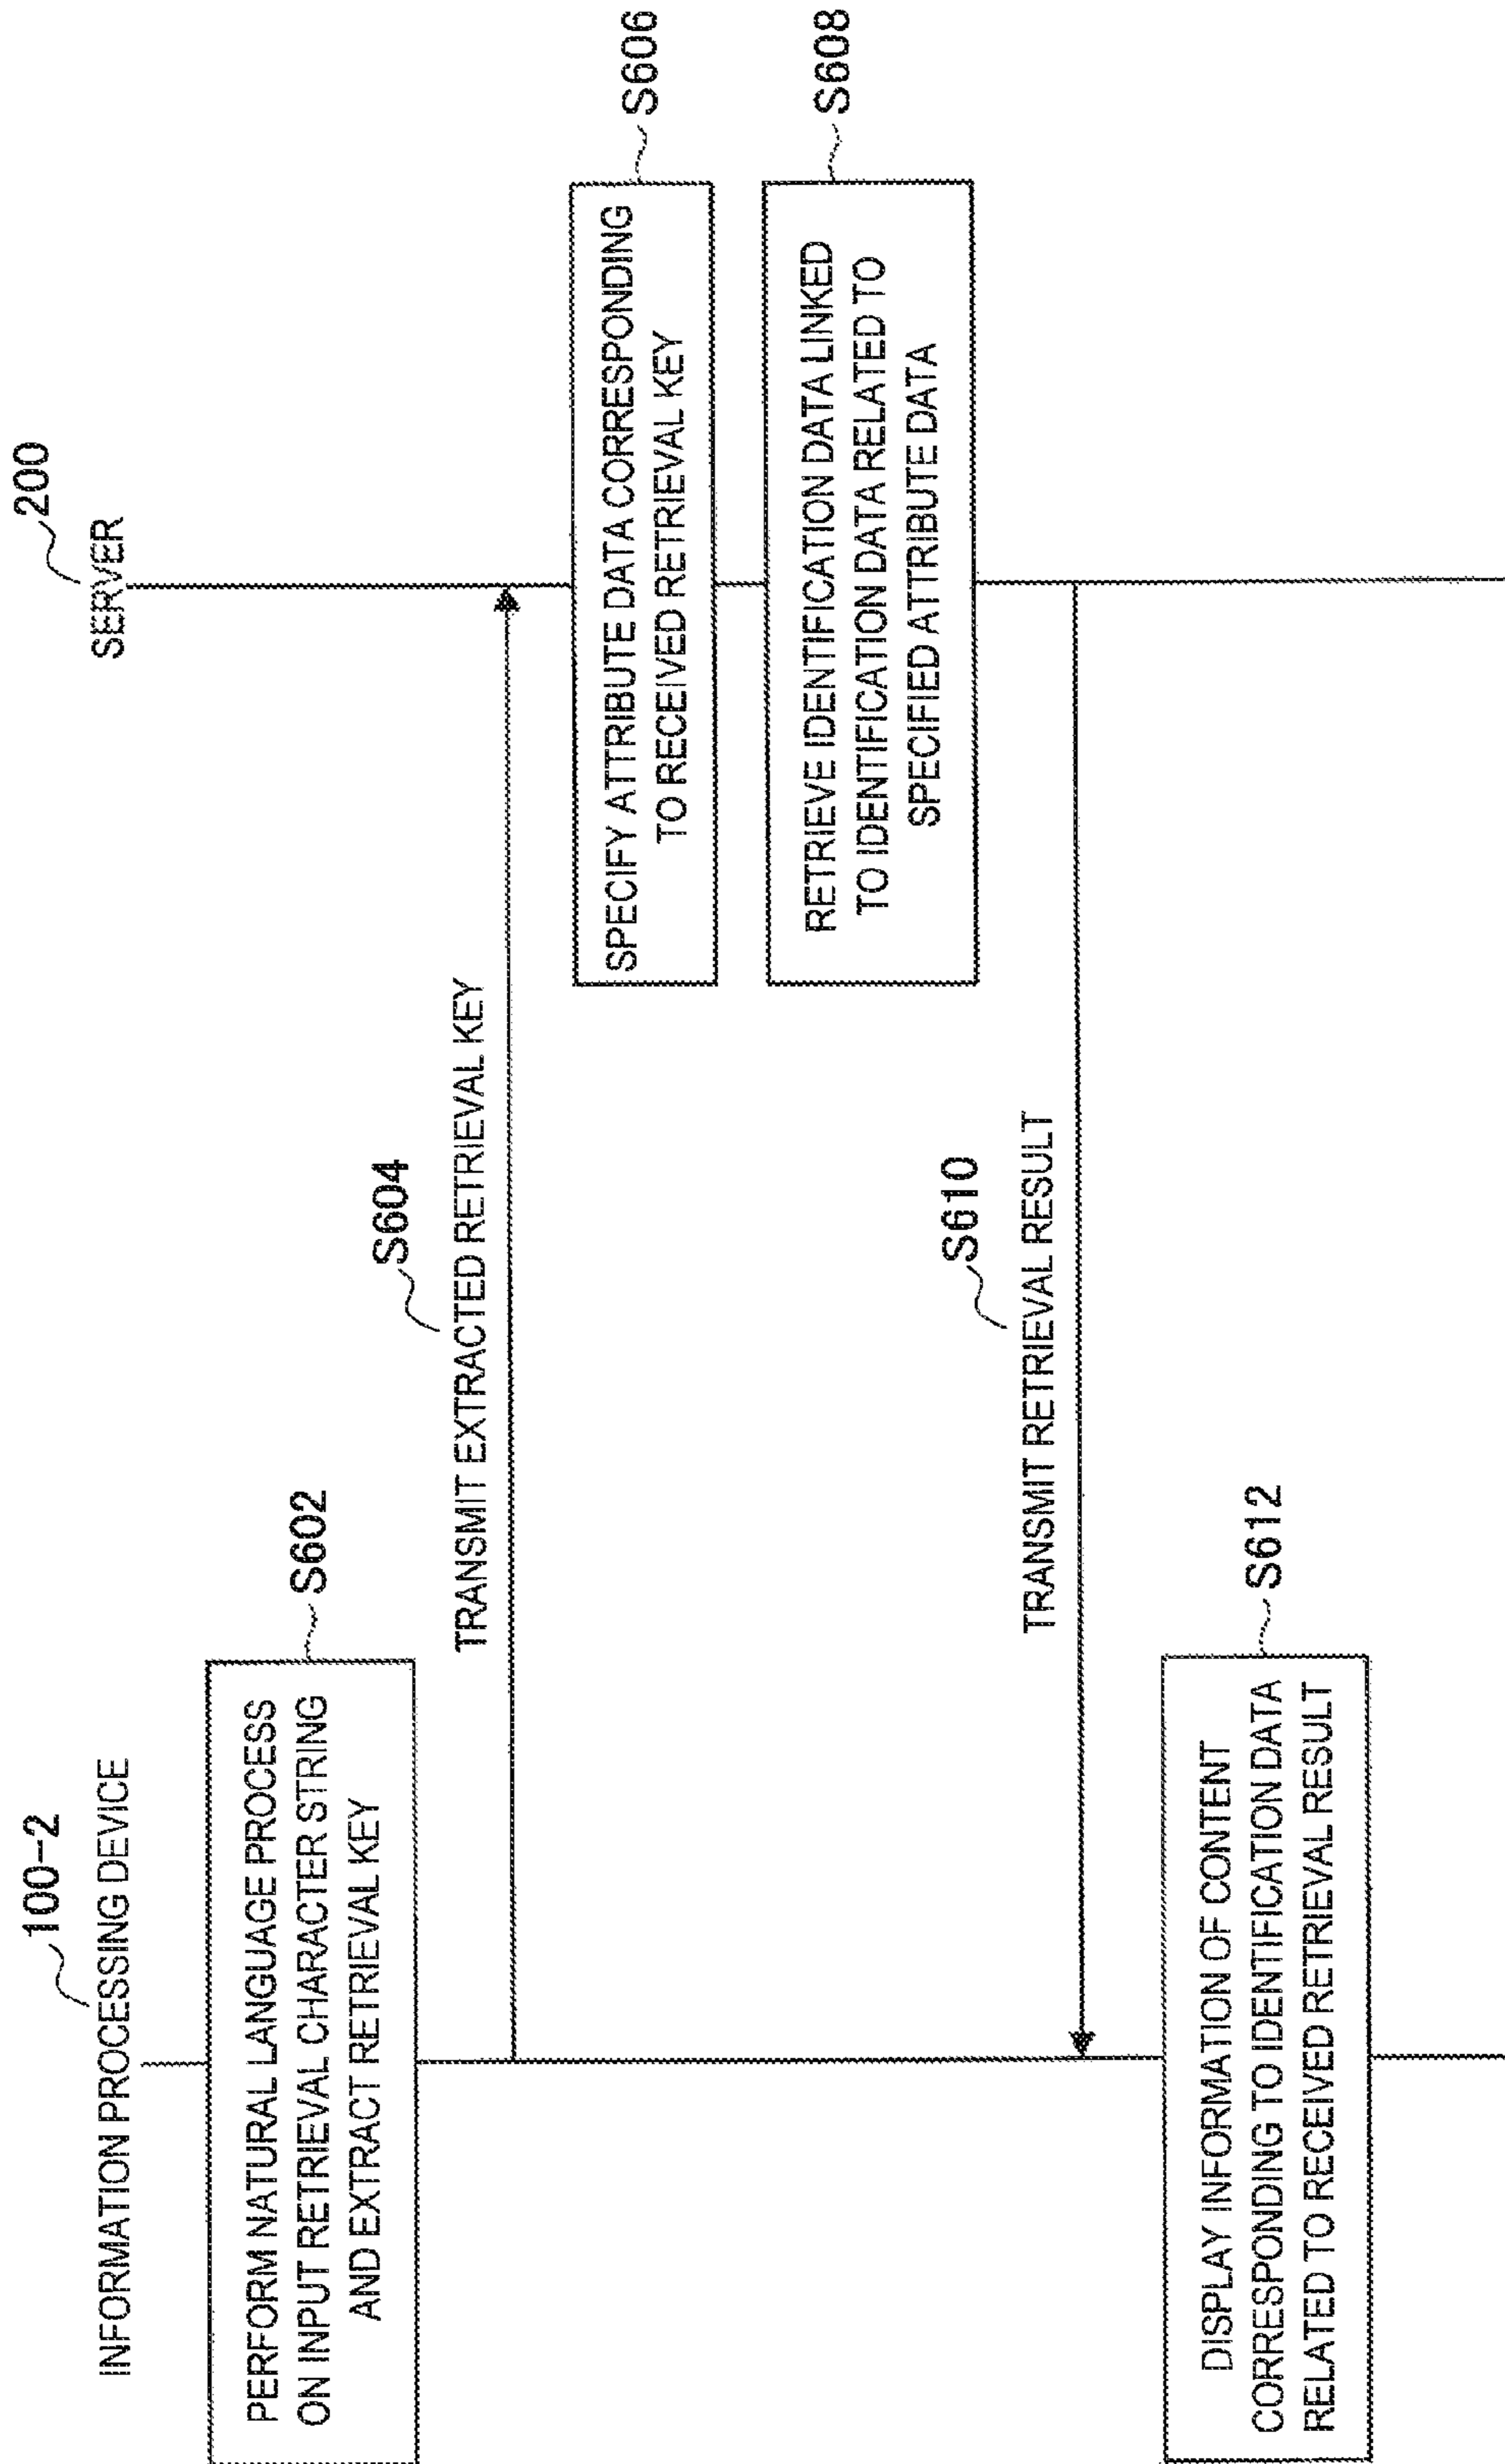 100-2
INFORMATION PROCESSING DEVICE
200
SERVER
PERFORM NATURAL LANGUAGE PROCESS
ON INPUT RETRIEVAL CHARACTER STRING
AND EXTRACT RETRIEVAL KEY
S602
S604
TRANSMIT EXTRACTED RETRIEVAL KEY
SPECIFY ATTRIBUTE DATA CORRESPONDING
TO RECEIVED RETRIEVAL KEY
S606
RETRIEVE IDENTIFICATION DATA LINKED
TO IDENTIFICATION DATA RELATED TO
SPECIFIED ATTRIBUTE DATA
S608
S610
TRANSMIT RETRIEVAL RESULT
DISPLAY INFORMATION OF CONTENT
CORRESPONDING TO IDENTIFICATION DATA
RELATED TO RECEIVED RETRIEVAL RESULT
S612